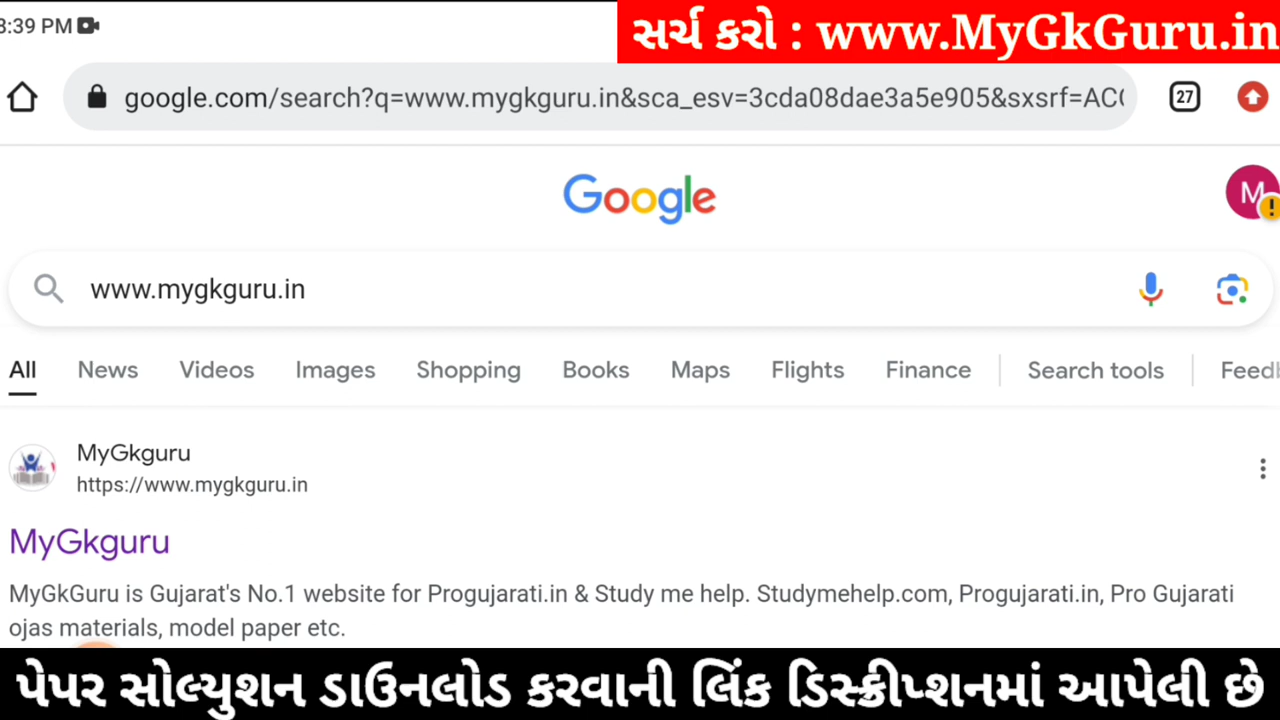 3:39 PM
સર્ચ કરો : www.MyGkGuru.in
google.com/search?q=www.mygkguru.in&sca_esv=3cda08dae3a5e905&sxsrf=AC
27
Google
M
www.mygkguru.in
All News Videos Images Shopping Books Maps Flights Finance Search tools Feedb
MyGkguru
https://www.mygkguru.in
MyGkguru
MyGkGuru is Gujarat's No.1 website for Progujarati.in & Study me help. Studymehelp.com, Progujarati.in, Pro Gujarati
ojas materials, model paper etc.
પેપર સોલ્યુશન ડાઉનલોડ કરવાની લિંક ડિસ્ક્રીપ્શનમાં આપેલી છે